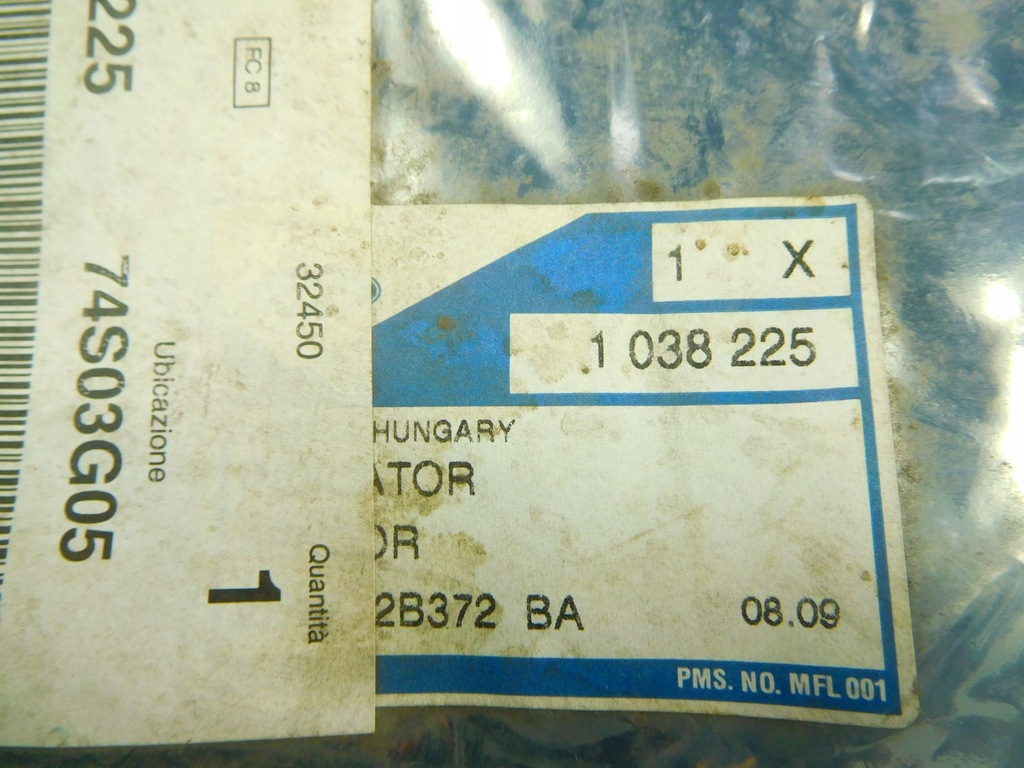 225
FC 8
74S03G05
Ubicazione
32450
1
Quantità
1 X
1 038 225
HUNGARY
ATOR
OR
2B372 BA 08.09
PMS. NO. MFL 001